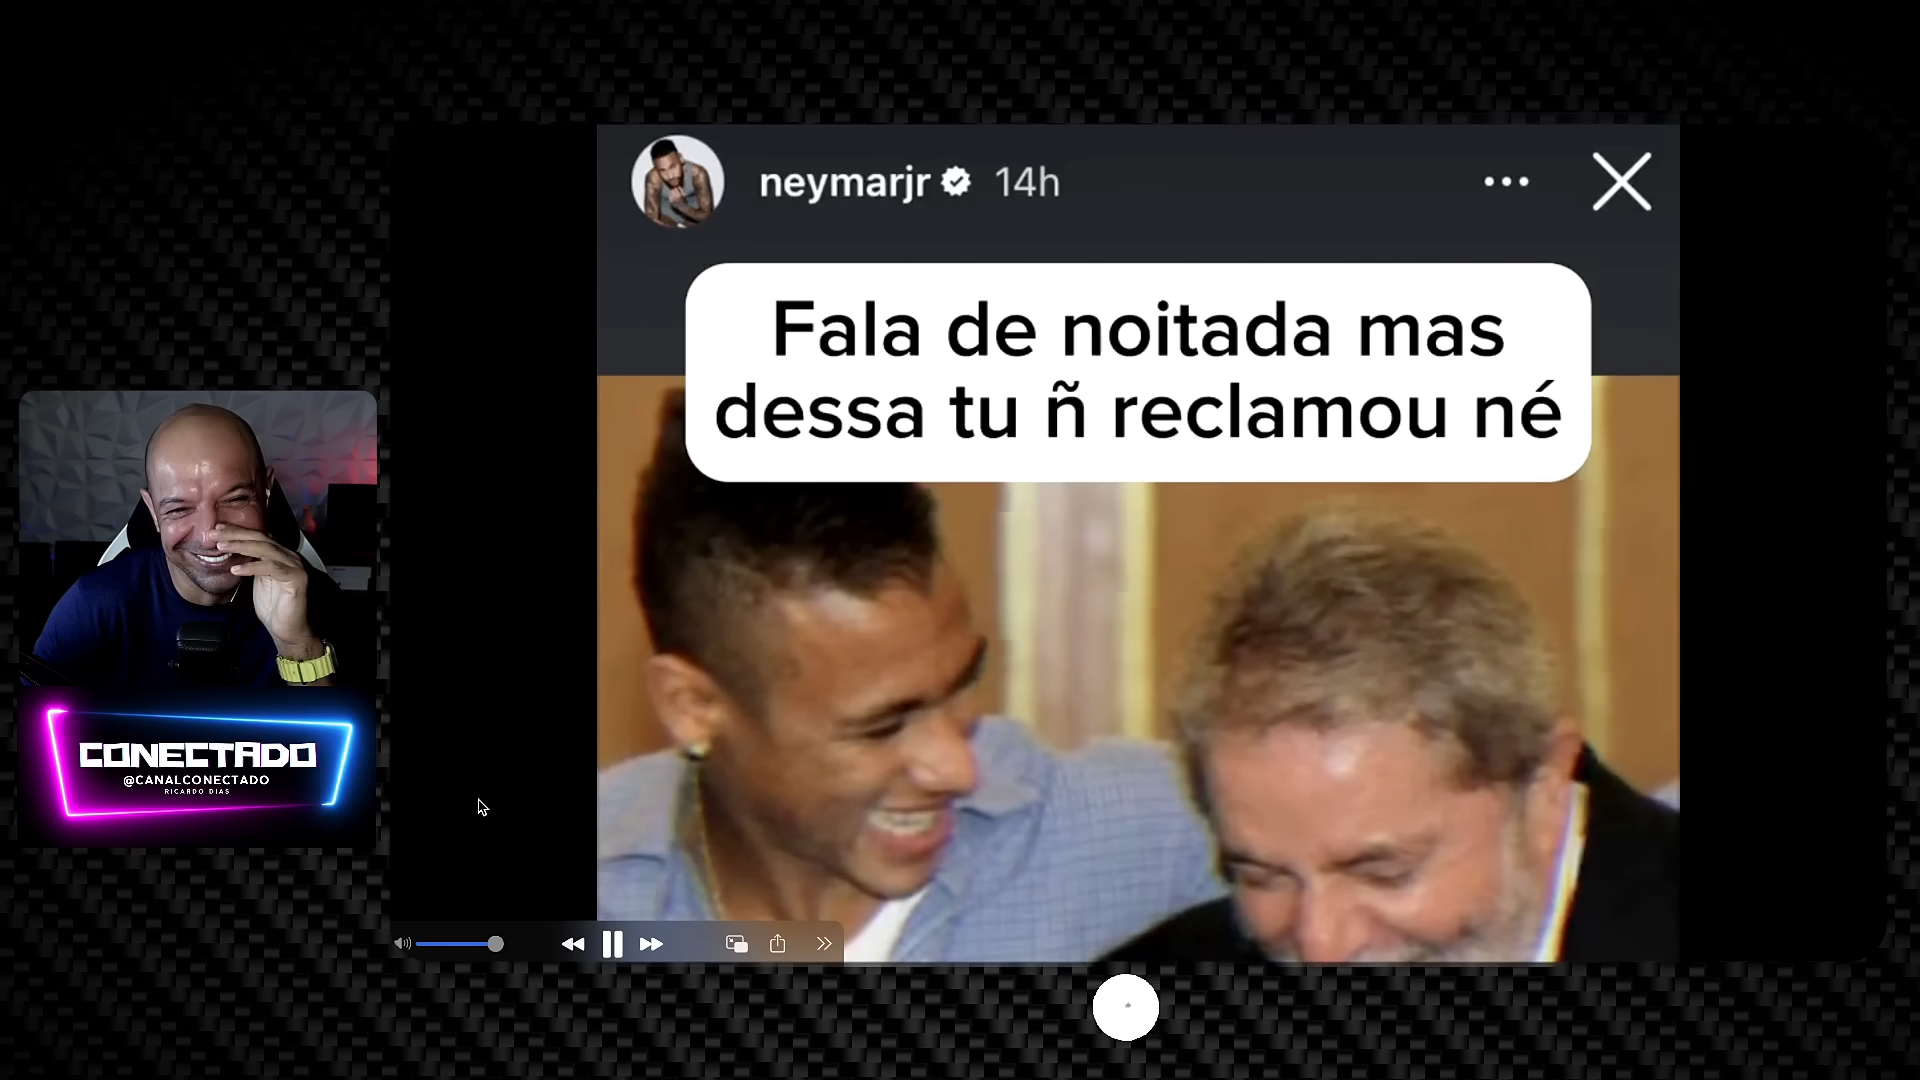 neymarjr 14h
Fala de noitada mas
dessa tu ñ reclamou né
CONECTADO
@CANALCONECTADO
RICARDO DIAS